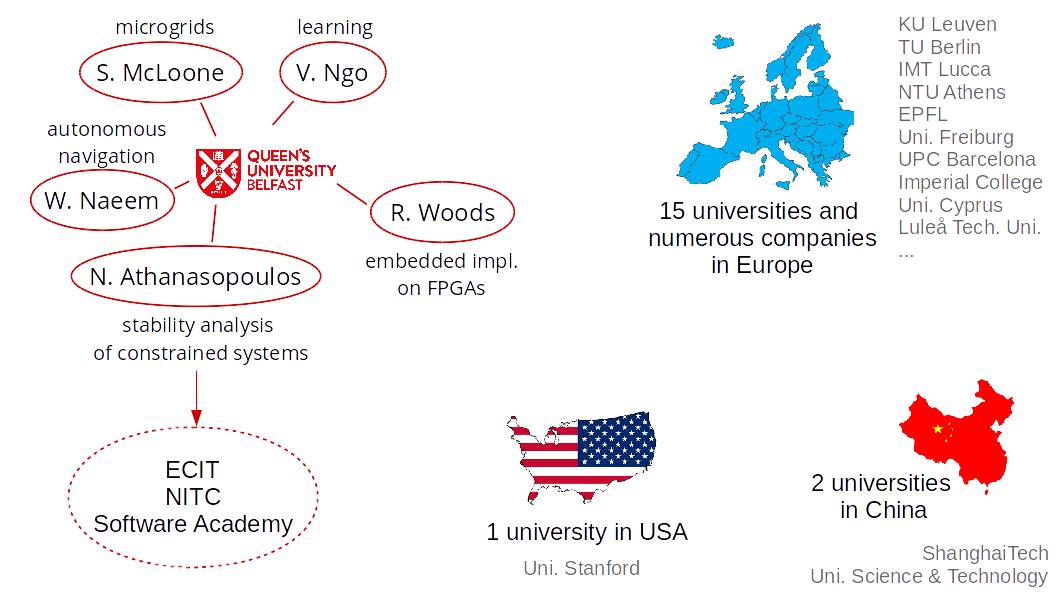 microgrids
S. McLoone
learning
V. Ngo
autonomous
navigation
W. Naeem
QUEEN'S
UNIVERSITY
BELFAST
R. Woods
embedded impl.
on FPGAs
N. Athanasopoulos
stability analysis
of constrained systems
ECIT
NITC
Software Academy
15 universities and
numerous companies
in Europe
KU Leuven
TU Berlin
IMT Lucca
NTU Athens
EPFL
Uni. Freiburg
UPC Barcelona
Imperial College
Uni. Cyprus
Luleå Tech. Uni.
...
1 university in USA
Uni. Stanford
2 universities
in China
ShanghaiTech
Uni. Science & Technology